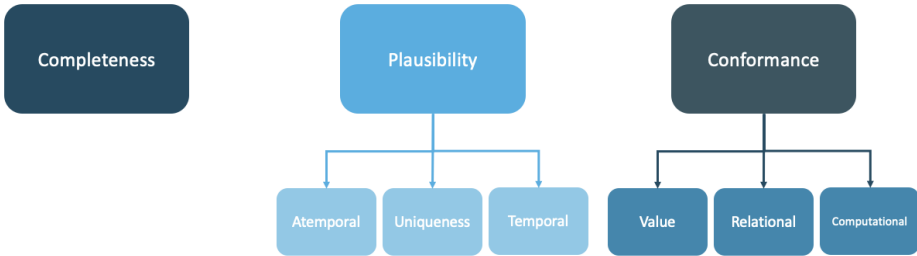 Completeness
Plausibility
Conformance
Atemporal
Uniqueness
Temporal
Value
Relational
Computational